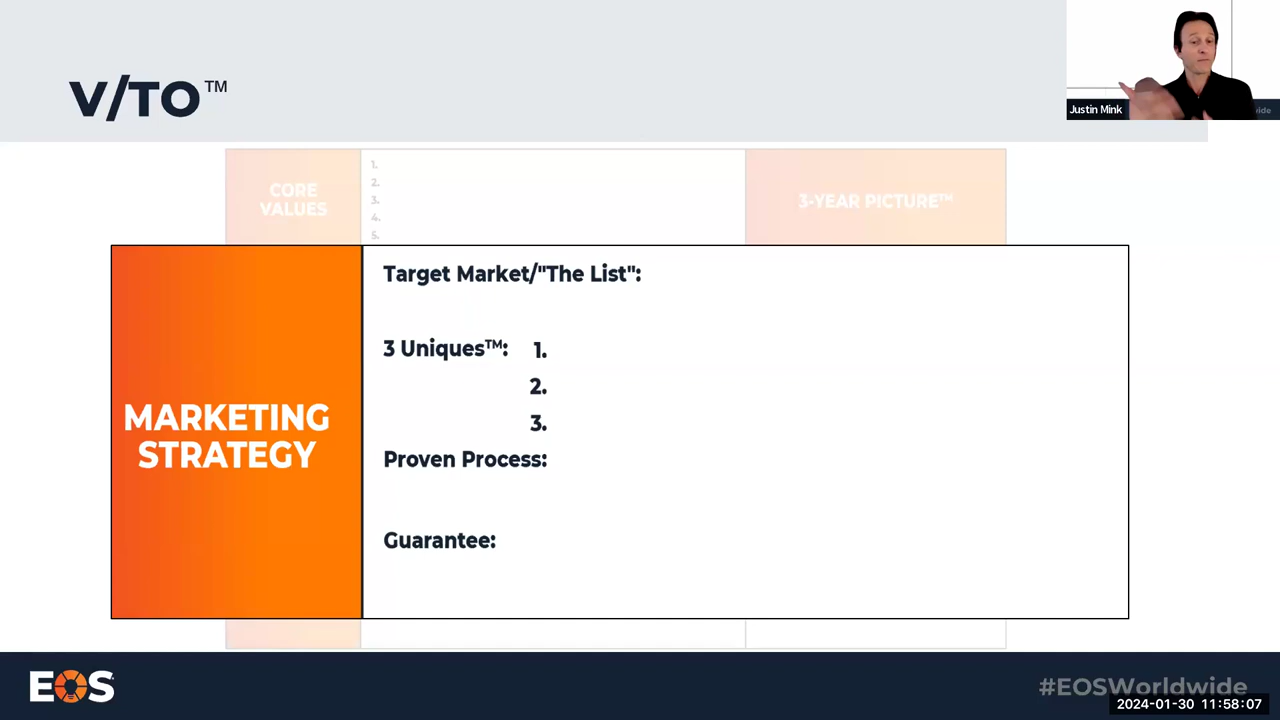 V/TO™
Justin Mink
wide
CORE
VALUES
1.
2.
3.
4.
5.
3-YEAR PICTURE™
MARKETING
STRATEGY
Target Market/"The List":
3 Uniques™: 1.
2.
3.
Proven Process:
Guarantee:
EOS
#EOSWorldwide
2024-01-30 11:58:07